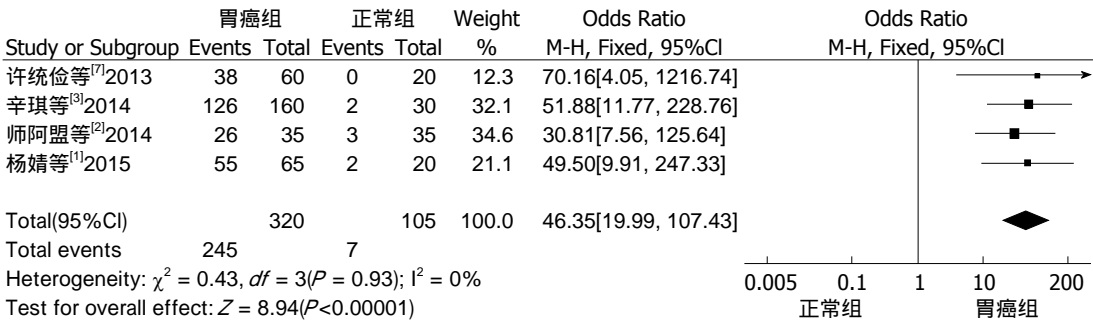 胃癌组 正常组 Weight Odds Ratio Odds Ratio
Study or Subgroup Events Total Events Total % M-H, Fixed, 95%Cl M-H, Fixed, 95%Cl
许统俭等[7]2013 38 60 0 20 12.3 70.16[4.05, 1216.74]
辛琪等[3]2014 126 160 2 30 32.1 51.88[11.77, 228.76]
师阿盟等[2]2014 26 35 3 35 34.6 30.81[7.56, 125.64]
杨婧等[1]2015 55 65 2 20 21.1 49.50[9.91, 247.33]
Total(95%Cl) 320 105 100.0 46.35[19.99, 107.43]
Total events 245 7
Heterogeneity: χ² = 0.43, df = 3(P = 0.93); I² = 0%
Test for overall effect: Z = 8.94(P<0.00001)
0.005 0.1 1 10 200
正常组 胃癌组